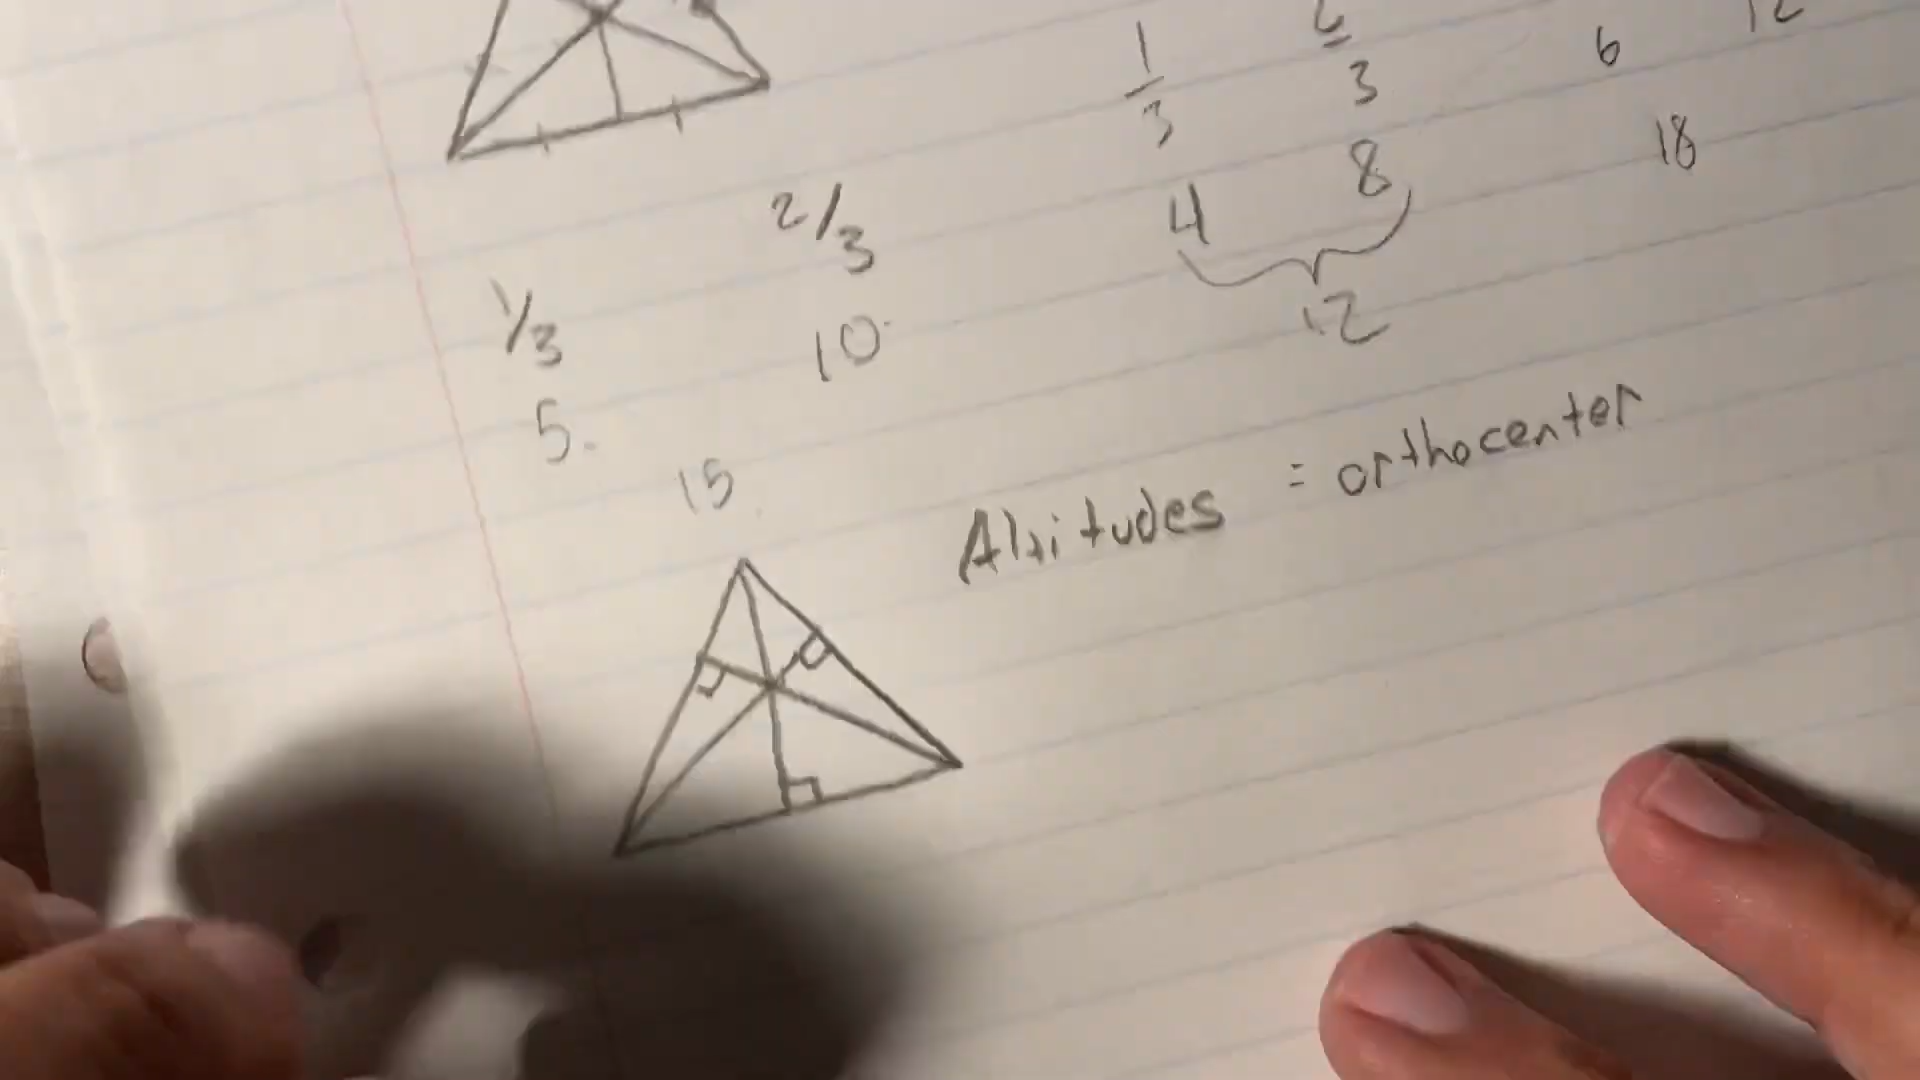 1/3 2/3 6 12
4 8 18
12
1/3 2/3
5. 10
15
Altitudes = orthocenter